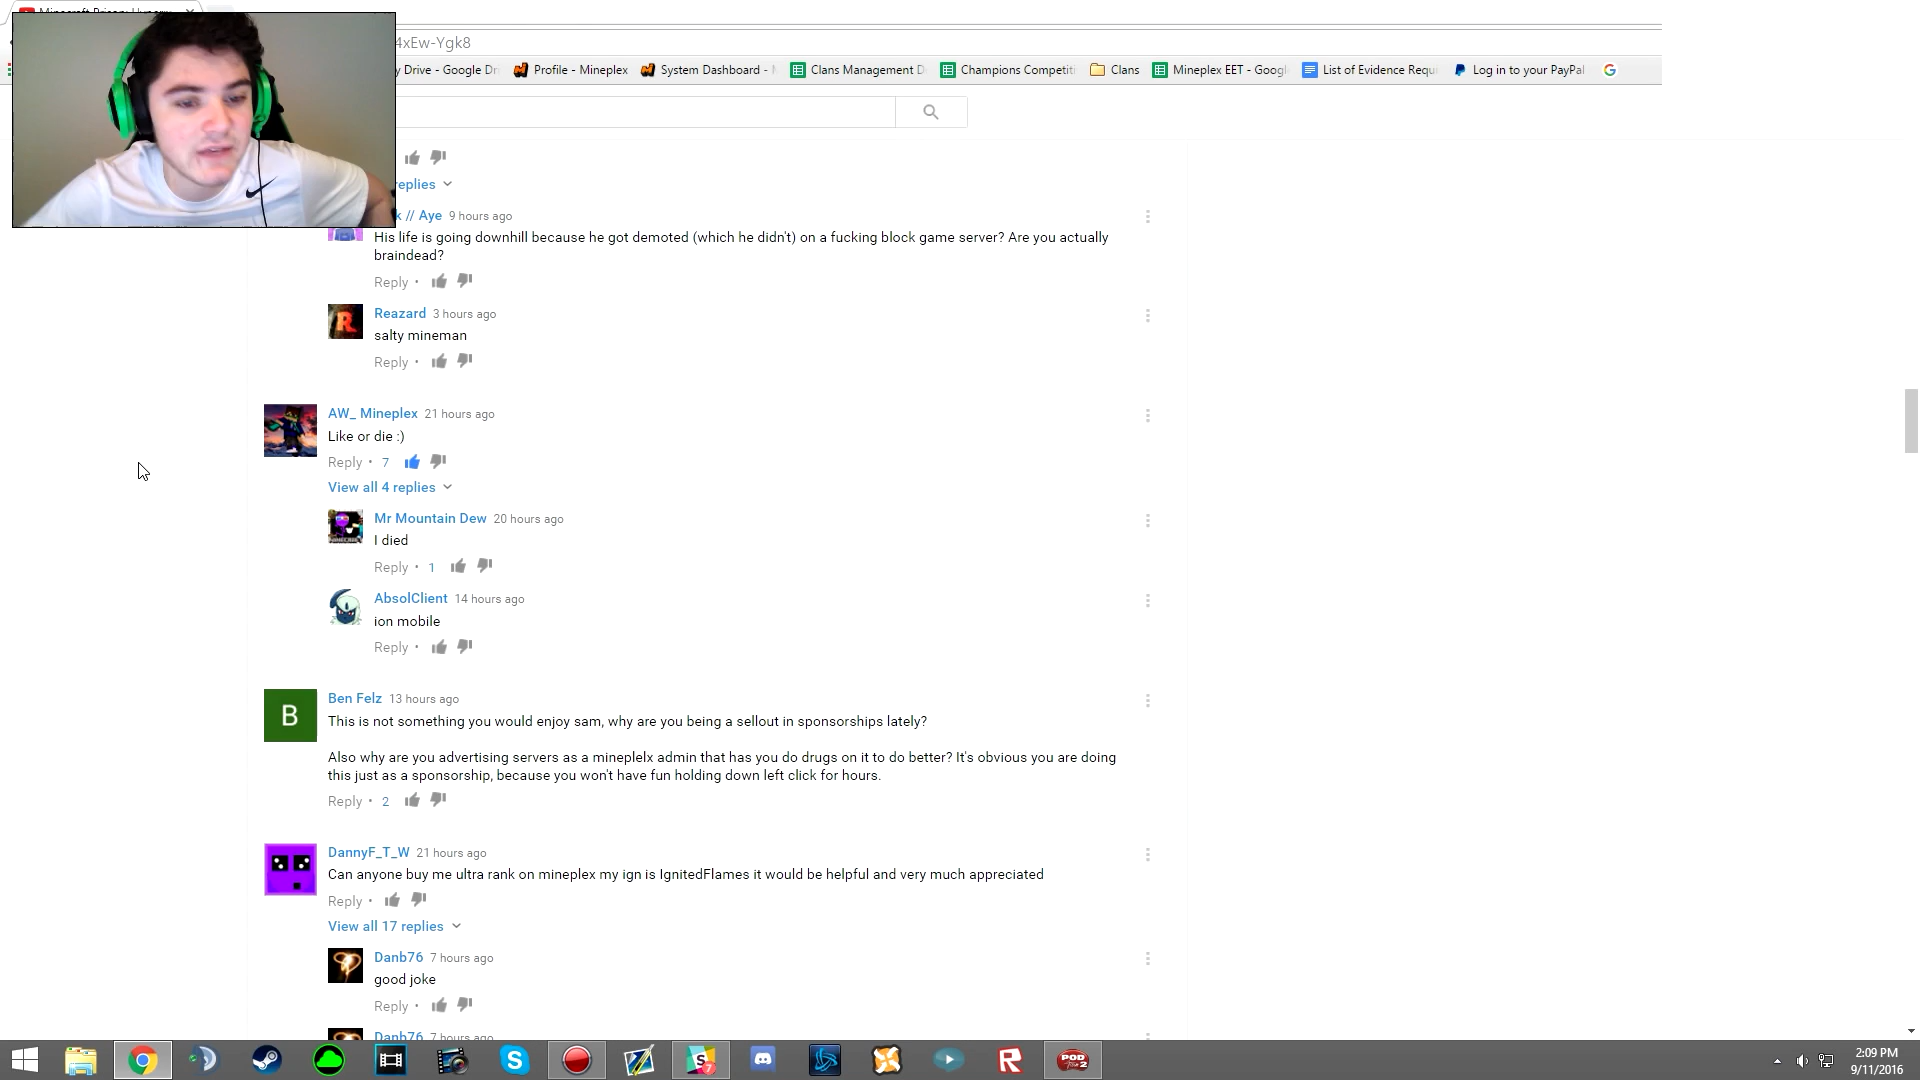 4xEw-Ygk8
y Drive - Google Dr
Profile - Mineplex
System Dashboard -
Clans Management D
Champions Competiti
Clans
Mineplex EET - Googl
List of Evidence Requ
Log in to your PayPal
replies
k // Aye 9 hours ago
His life is going downhill because he got demoted (which he didn't) on a fucking block game server? Are you actually
braindead?
Reply •
Reazard 3 hours ago
salty mineman
Reply •
AW_ Mineplex 21 hours ago
Like or die :)
Reply • 7
View all 4 replies
Mr Mountain Dew 20 hours ago
I died
Reply • 1
AbsolClient 14 hours ago
ion mobile
Reply •
B
Ben Felz 13 hours ago
This is not something you would enjoy sam, why are you being a sellout in sponsorships lately?
Also why are you advertising servers as a mineplelx admin that has you do drugs on it to do better? It's obvious you are doing
this just as a sponsorship, because you won't have fun holding down left click for hours.
Reply • 2
DannyF_T_W 21 hours ago
Can anyone buy me ultra rank on mineplex my ign is IgnitedFlames it would be helpful and very much appreciated
Reply •
View all 17 replies
Danb76 7 hours ago
good joke
Reply •
Danb76 7 hours ago
2:09 PM
9/11/2016